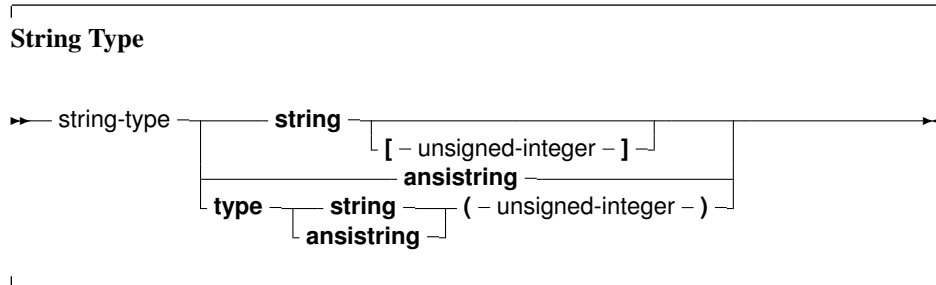 String Type
string-type string
[ unsigned-integer ]
ansistring
type string ( unsigned-integer )
ansistring